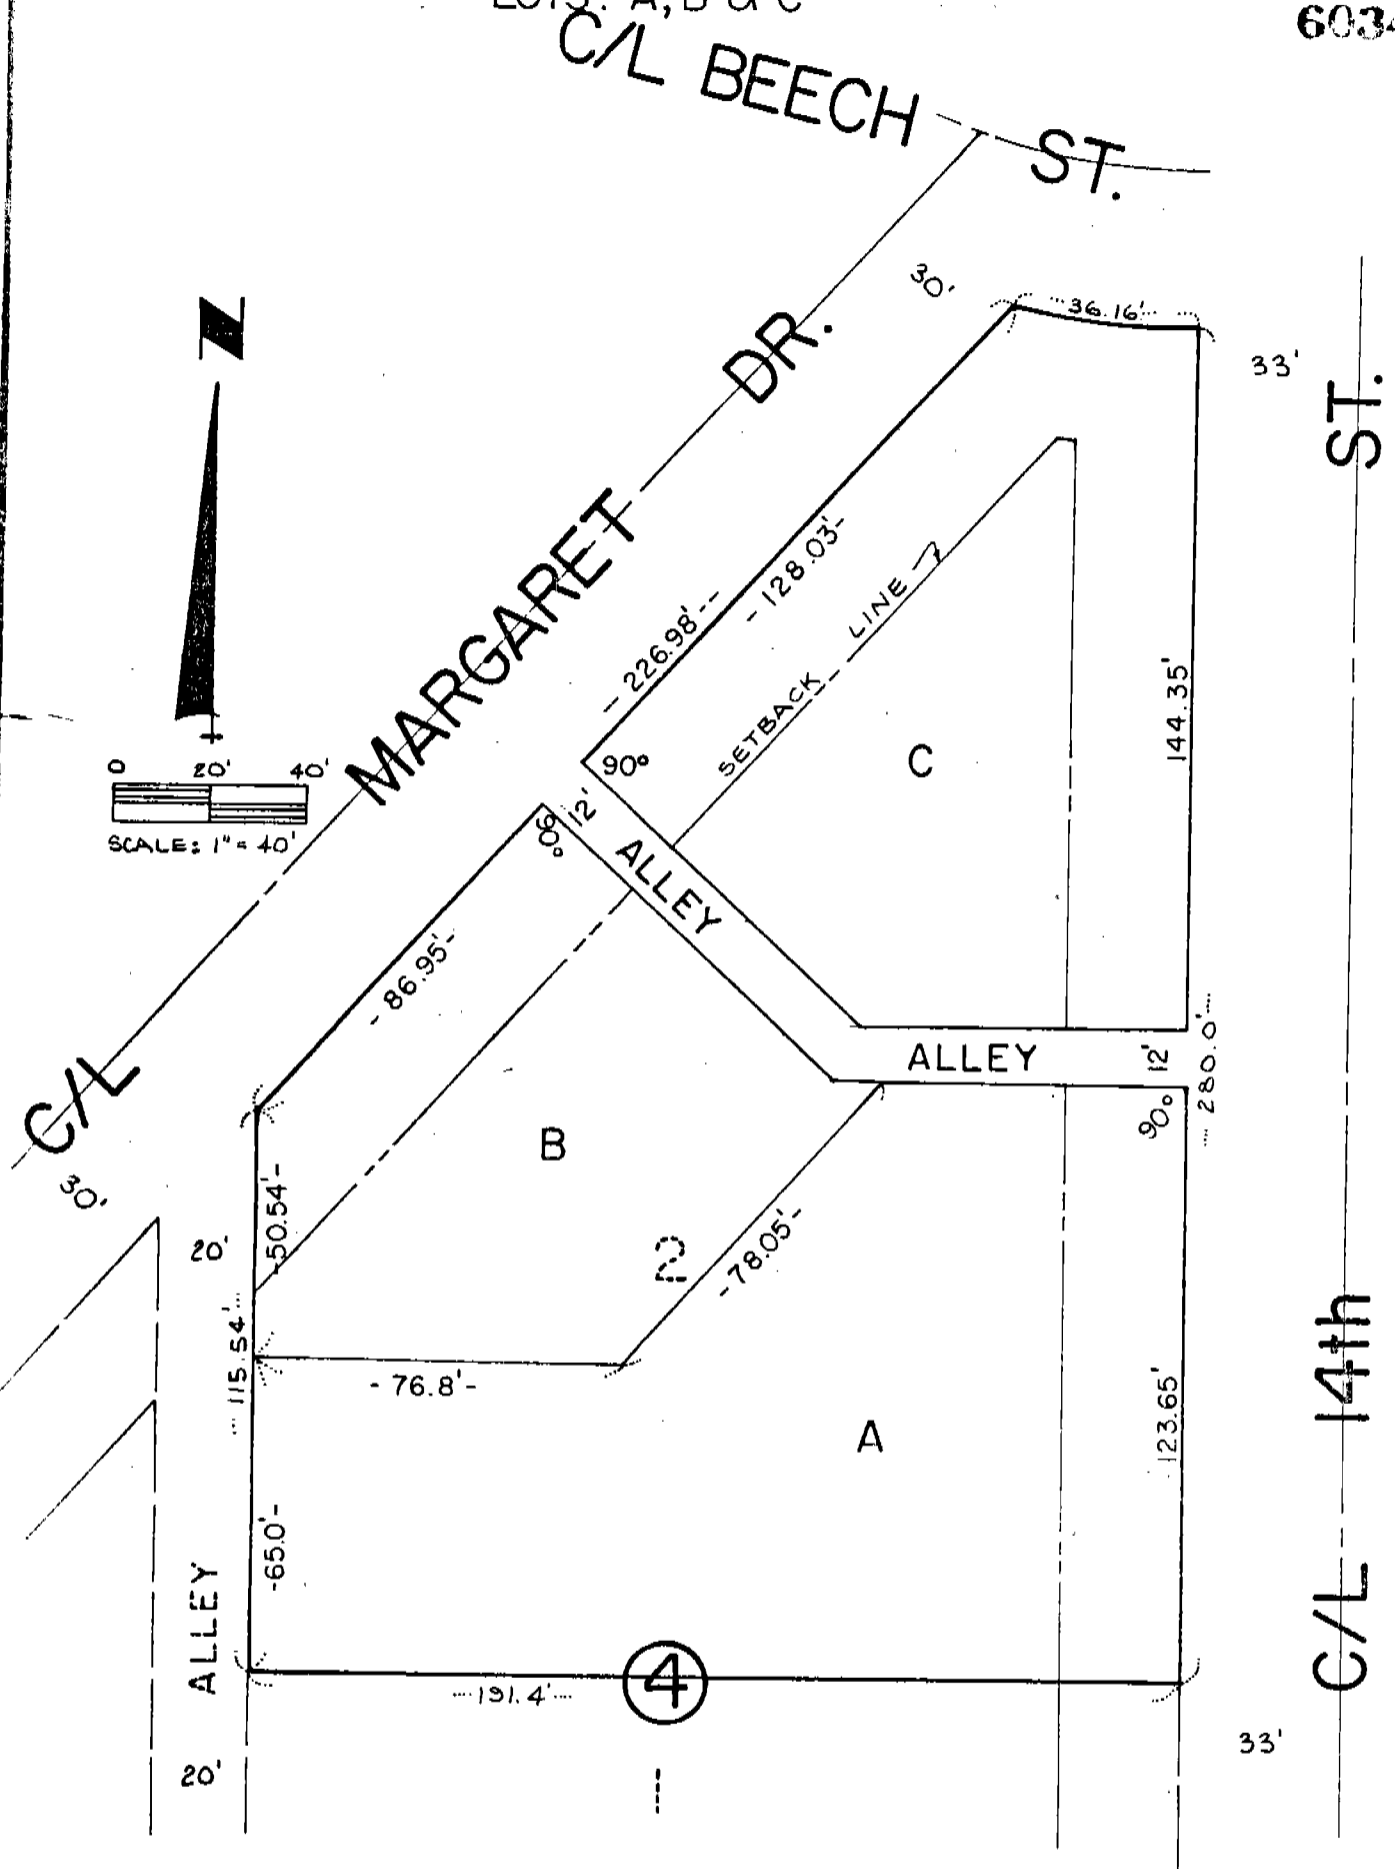 LOTS: A, B & C
C/L BEECH ST.
30'
36.16'
33'
MARGARET DR.
ST.
-128.03'-
LINE
-226.98'--
144.35'
SETBACK
C
90°
0 20' 40'
SCALE: 1" = 40'
12'
90°
ALLEY
-86.95'-
ALLEY
12'
280.0'
C/L
90°
B
30'
-50.54'-
20'
2
-78.05'-
115.54'
-76.8'-
14th
A
123.65'
-65.0'-
ALLEY
C/L
4
191.4'
33'
20'